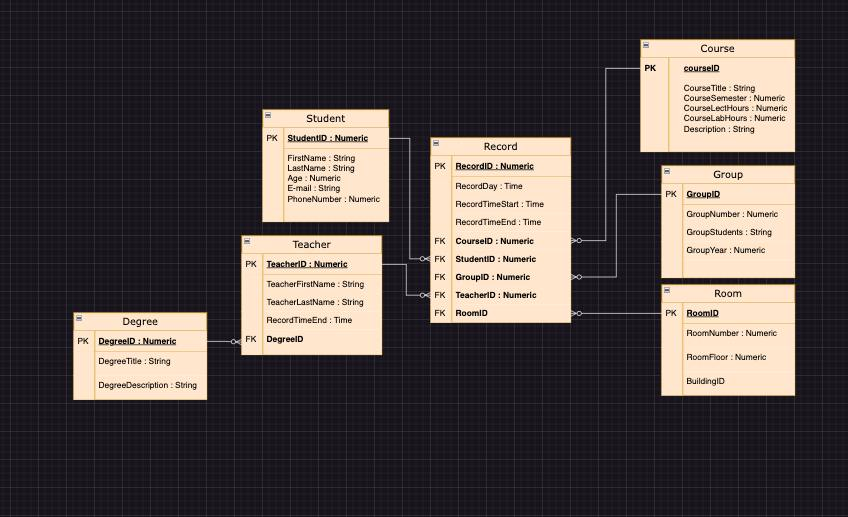 Course
PK courseID
CourseTitle : String
CourseSemester : Numeric
CourseLectHours : Numeric
CourseLabHours : Numeric
Description : String
Student
PK StudentID : Numeric
FirstName : String
LastName : String
Age : Numeric
E-mail : String
PhoneNumber : Numeric
Record
PK RecordID : Numeric
RecordDay : Time
RecordTimeStart : Time
RecordTimeEnd : Time
FK CourseID : Numeric
FK StudentID : Numeric
FK GroupID : Numeric
FK TeacherID : Numeric
FK RoomID
Group
PK GroupID
GroupNumber : Numeric
GroupStudents : String
GroupYear : Numeric
Teacher
PK TeacherID : Numeric
TeacherFirstName : String
TeacherLastName : String
RecordTimeEnd : Time
FK DegreeID
Room
PK RoomID
RoomNumber : Numeric
RoomFloor : Numeric
BuildingID
Degree
PK DegreeID : Numeric
DegreeTitle : String
DegreeDescription : String